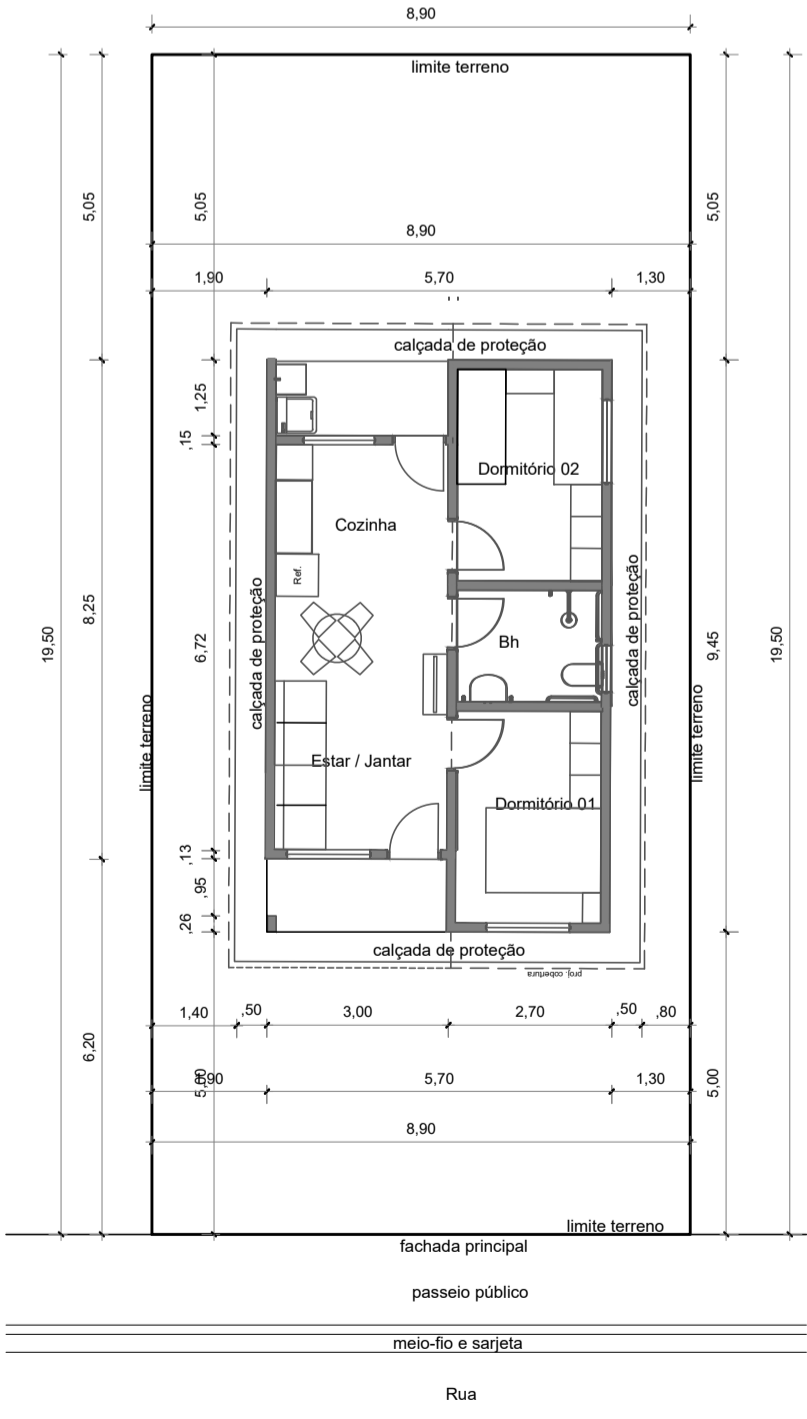 8,90
limite terreno
5,05
5,05
5,05
8,90
1,90
5,70
1,30
calçada de proteção
1,25
,15
Dormitório 02
Cozinha
Ref.
calçada de proteção
calçada de proteção
8,25
19,50
6,72
9,45
19,50
Bh
limite terreno
limite terreno
Estar / Jantar
Dormitório 01
,13
,95
,26
calçada de proteção
proj. cobertura
1,40
,50
3,00
2,70
,50
,80
6,20
5,00
1,90
5,70
1,30
5,00
8,90
limite terreno
fachada principal
passeio público
meio-fio e sarjeta
Rua